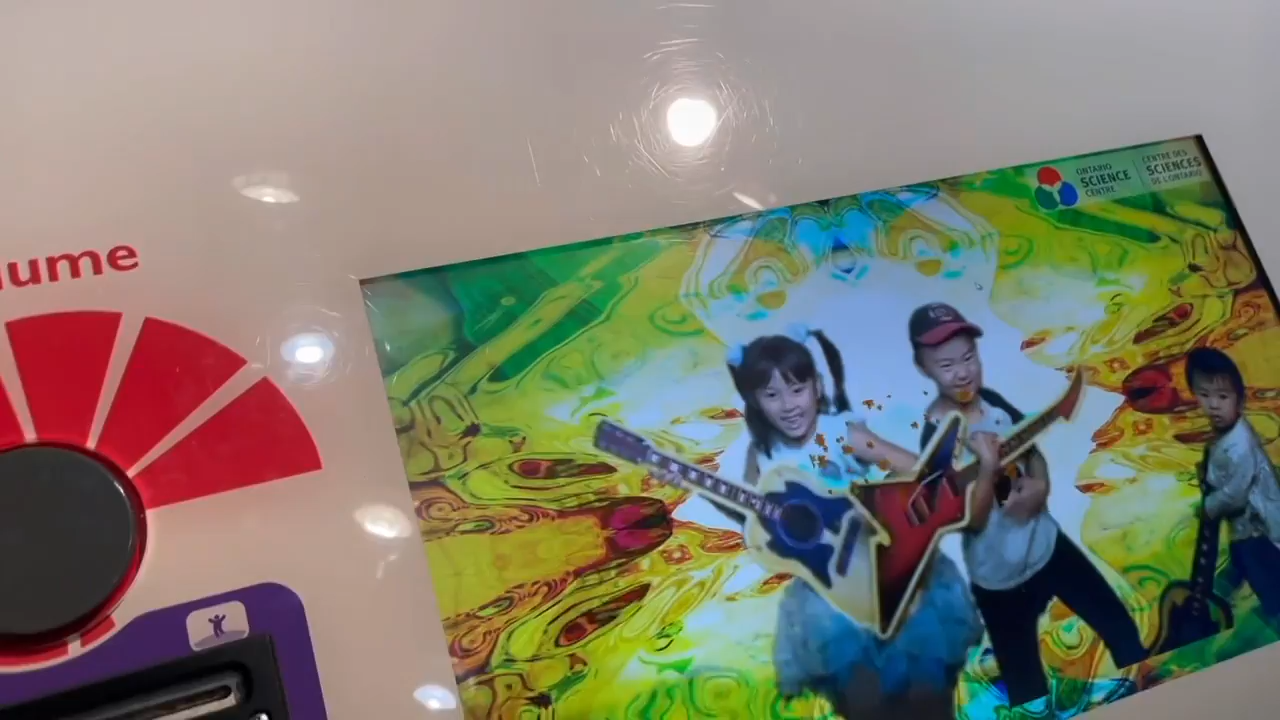 lume
ONTARIO
SCIENCE
CENTRE
CENTRE DES
SCIENCES
DE L'ONTARIO